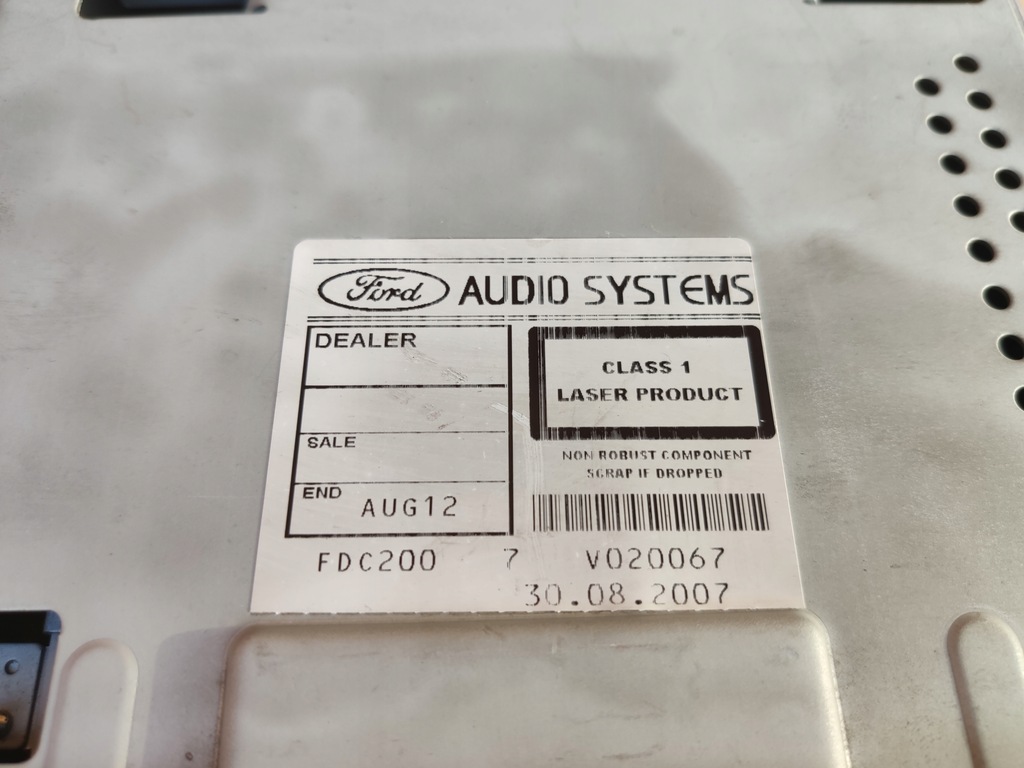 Ford AUDIO SYSTEMS
DEALER
SALE
END AUG12
CLASS 1
LASER PRODUCT
NON ROBUST COMPONENT
SCRAP IF DROPPED
FDC200 7 V020067
30.08.2007